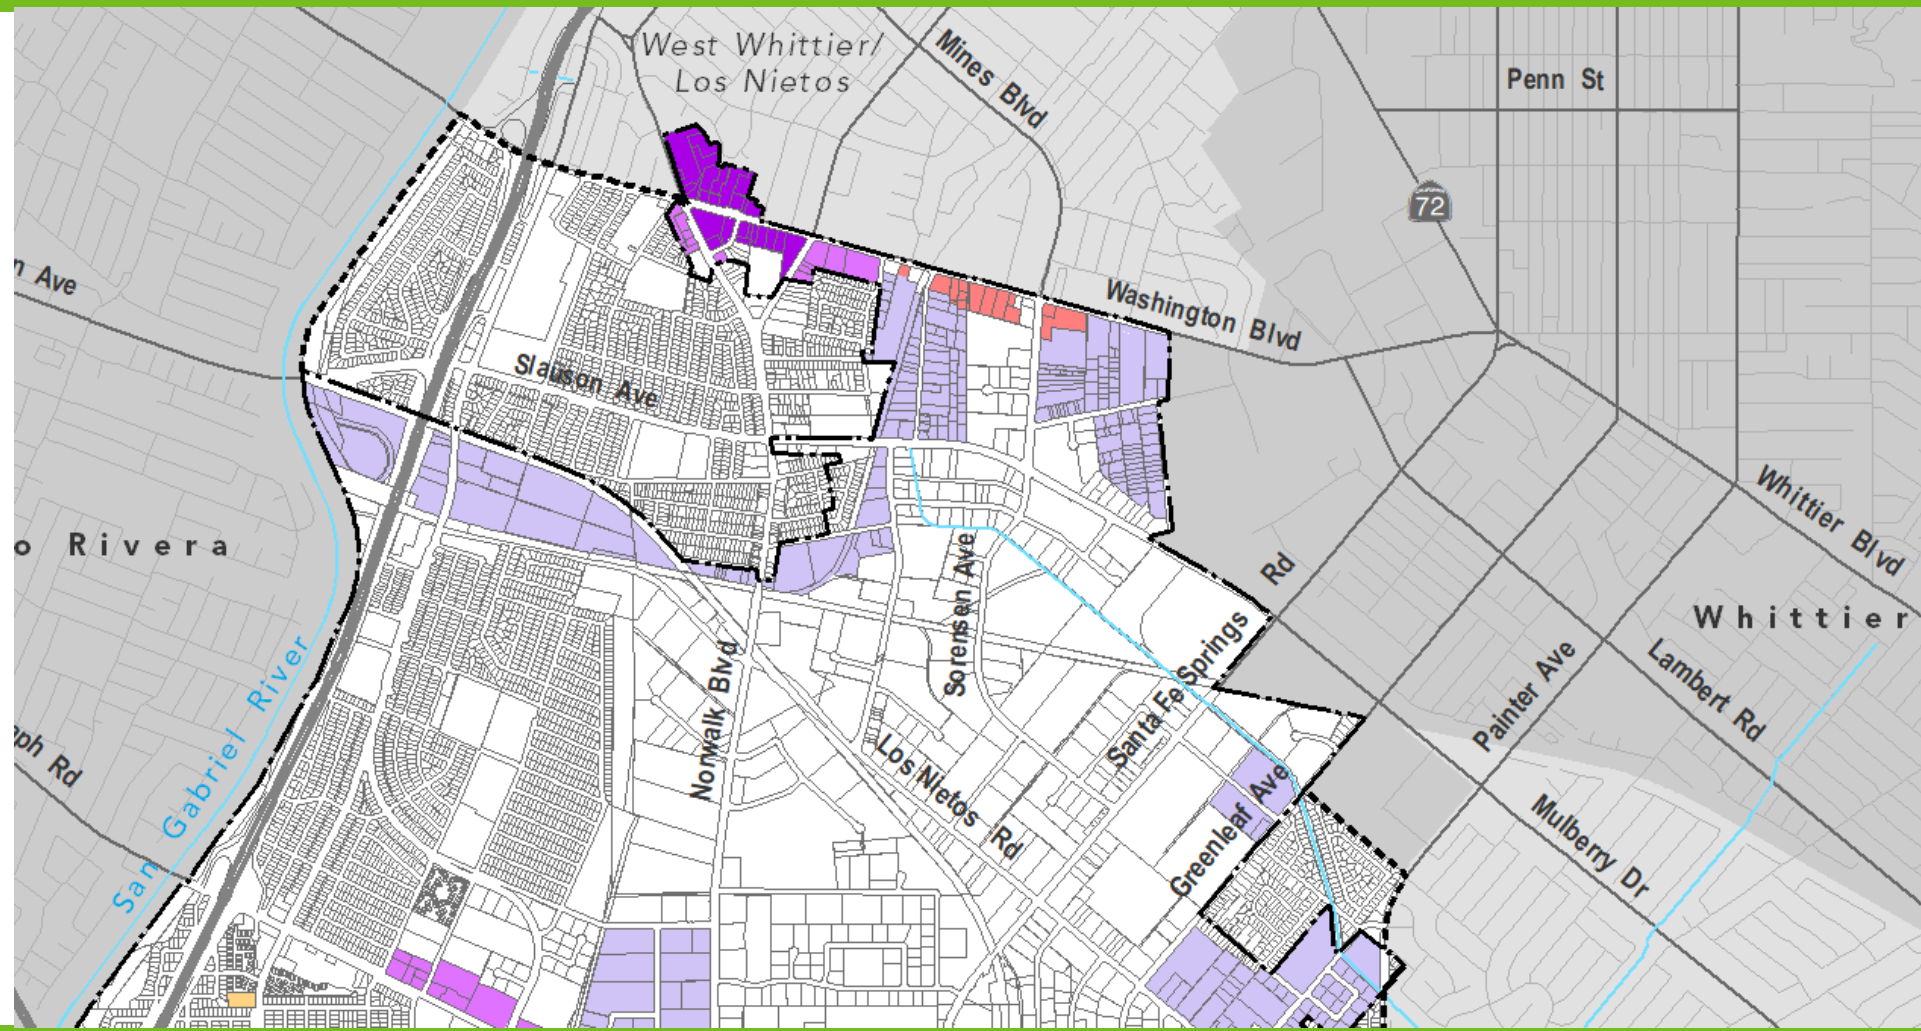 West Whittier/
Los Nietos
Mines Blvd
Penn St
72
Ave
Washington Blvd
Slauson Ave
Whittier Blvd
Rivera
Sorensen Ave
Santa Fe Springs Rd
Whittier
San Gabriel River
Norwalk Blvd
Painter Ave
Lambert Rd
Rd
Los Nietos Rd
Greenleaf Ave
Mulberry Dr